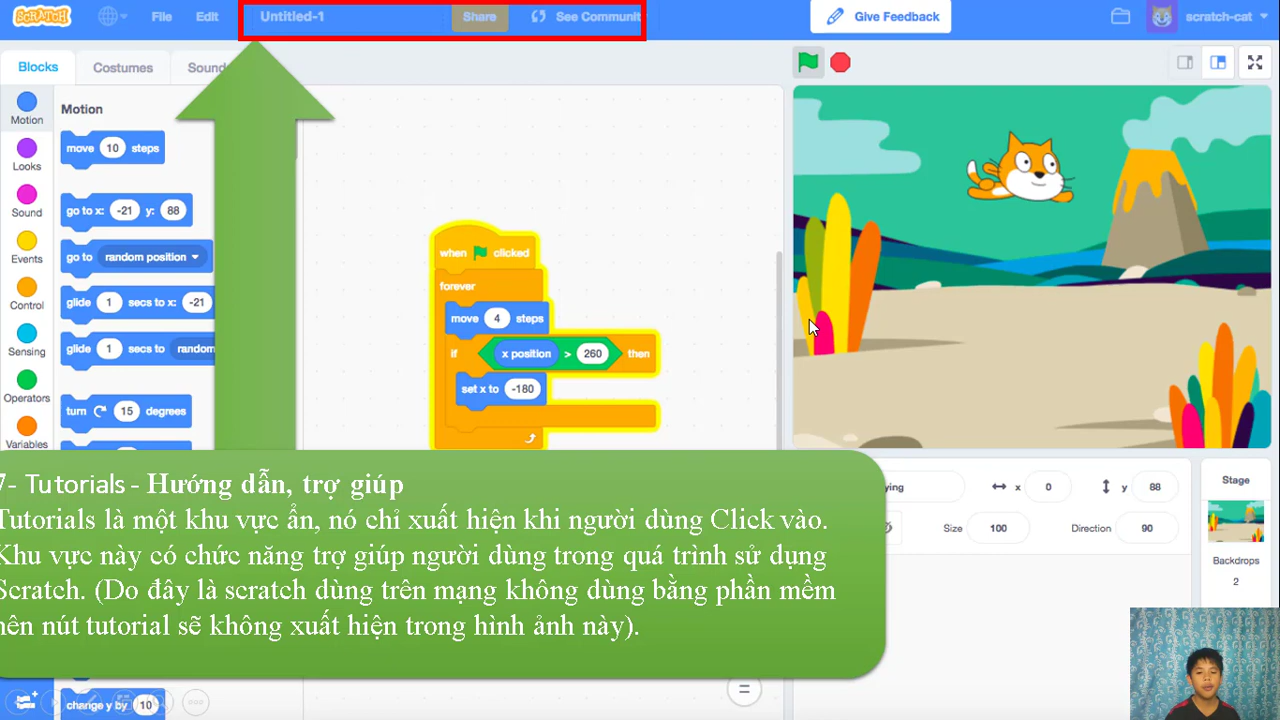 SCRATCH File Edit Untitled-1 Share See Community Give Feedback scratch-cat
Blocks Costumes Sound
Motion Motion
move 10 steps
Looks
Sound go to x: -21 y: 88
Events go to random position
Control glide 1 secs to x: -21
Sensing glide 1 secs to random
Operators
turn 15 degrees
Variables
when clicked
forever
move 4 steps
if x position > 260 then
set x to -180
7- Tutorials - Hướng dẫn, trợ giúp
Tutorials là một khu vực ẩn, nó chỉ xuất hiện khi người dùng Click vào.
Khu vực này có chức năng trợ giúp người dùng trong quá trình sử dụng
Scratch. (Do đây là scratch dùng trên mạng không dùng bằng phần mềm
nên nút tutorial sẽ không xuất hiện trong hình ảnh này).
x 0 y 88
Size 100 Direction 90
Stage
Backdrops
2
change y by 10